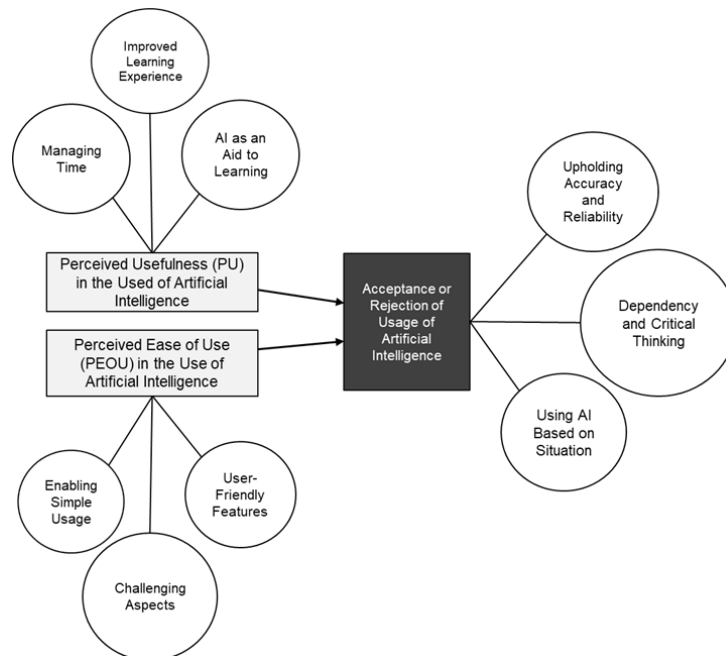 Improved
Learning
Experience
Managing
Time
AI as an
Aid to
Learning
Perceived Usefulness (PU)
in the Used of Artificial
Intelligence
Perceived Ease of Use
(PEOU) in the Use of
Artificial Intelligence
Enabling
Simple
Usage
User-
Friendly
Features
Challenging
Aspects
Acceptance or
Rejection of
Usage of
Artificial
Intelligence
Upholding
Accuracy
and
Reliability
Dependency
and Critical
Thinking
Using AI
Based on
Situation